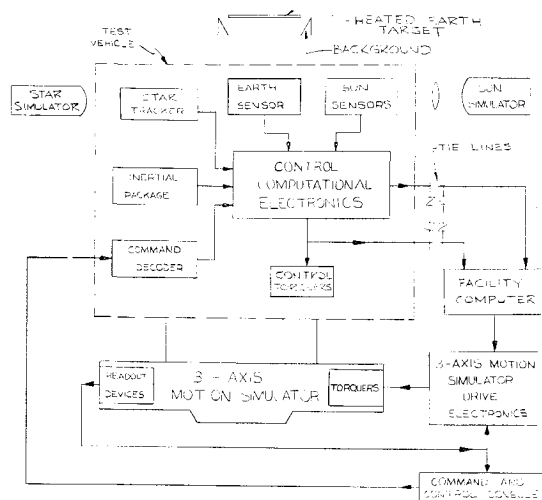 HEATED EARTH
TARGET
BACKGROUND
TEST
VEHICLE
STAR
SIMULATOR
STAR
TRACKER
EARTH
SENSOR
SUN
SENSORS
SUN
SIMULATOR
TIE LINES
INERTIAL
PACKAGE
CONTROL
COMPUTATIONAL
ELECTRONICS
COMMAND
DECODER
CONTROL
TORQUERS
FACILITY
COMPUTER
READOUT
DEVICES
3-AXIS
MOTION SIMULATOR
TORQUERS
3-AXIS MOTION
SIMULATOR
DRIVE
ELECTRONICS
COMMAND AND
CONTROL CONSOLE